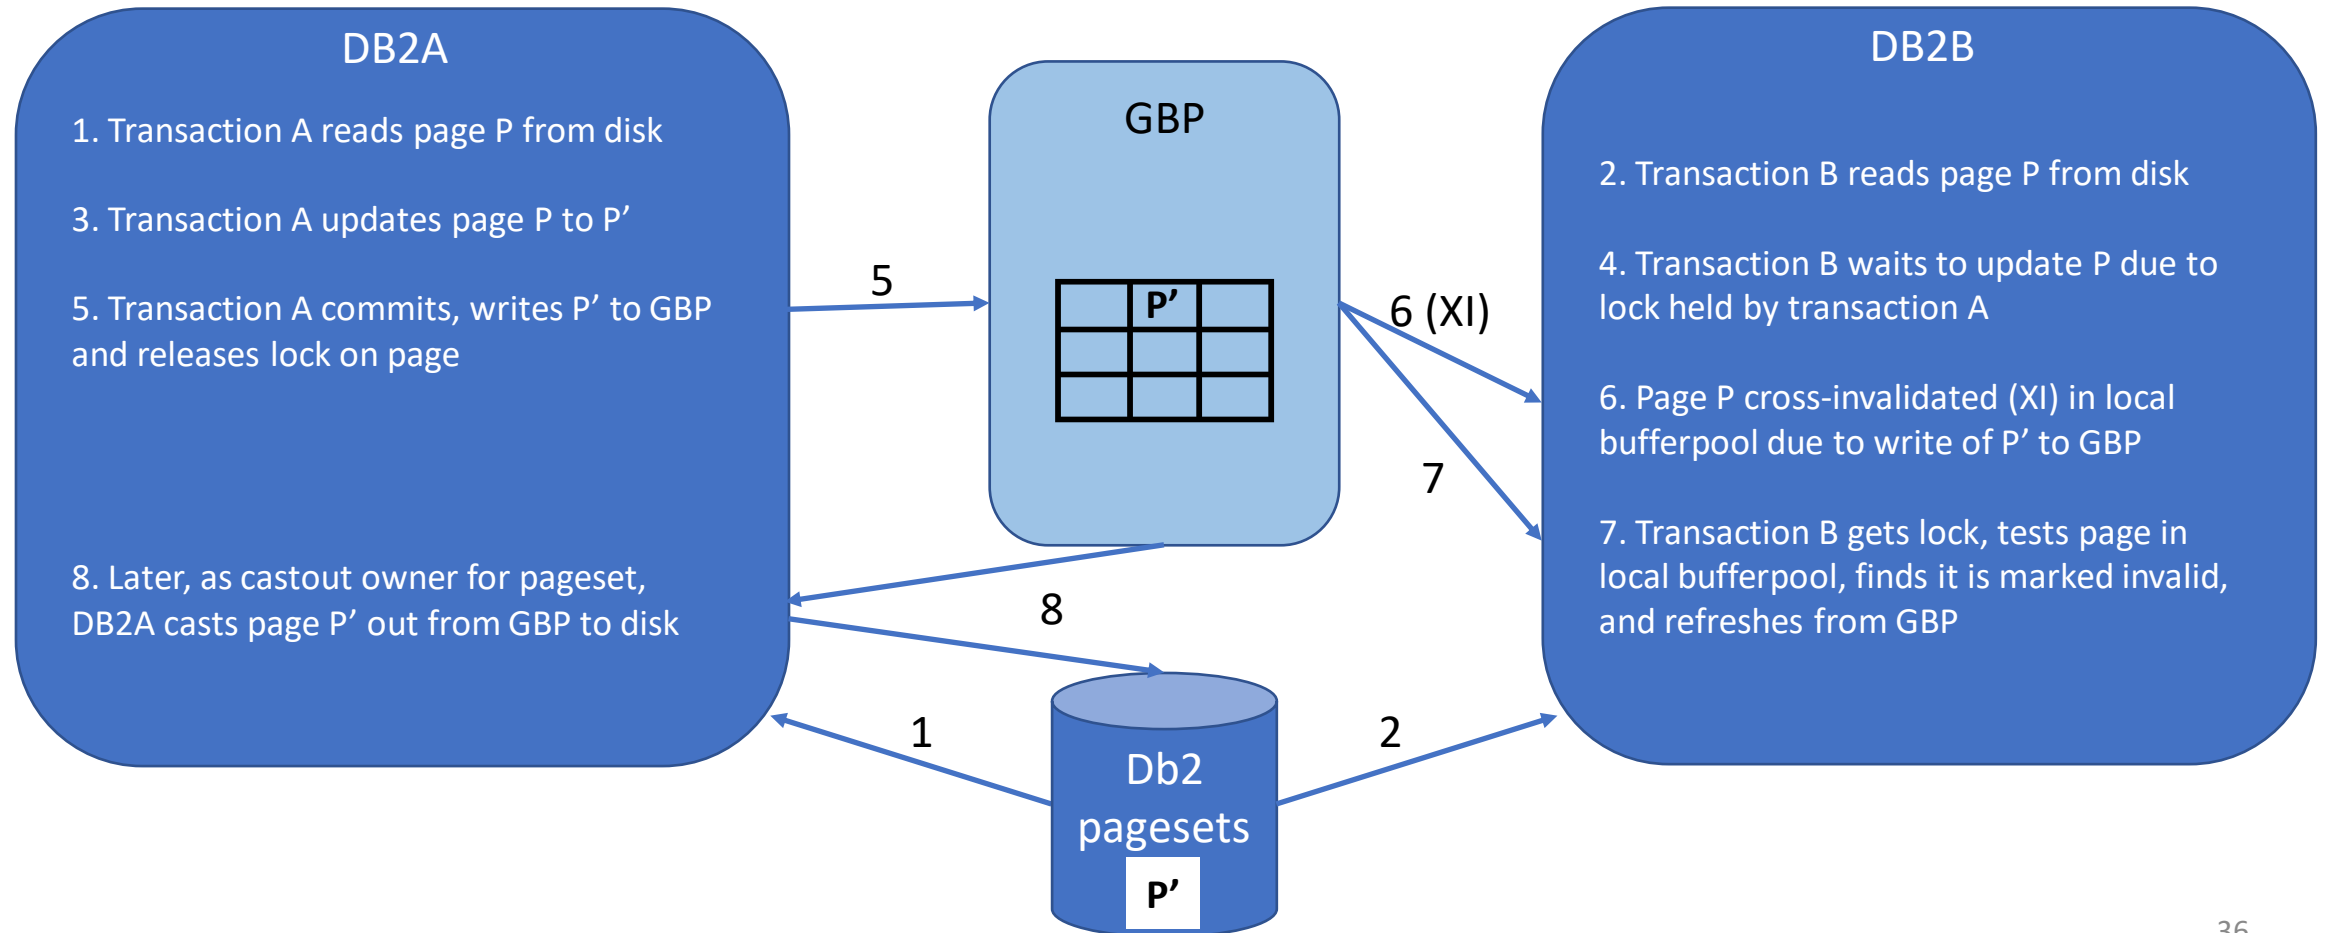 DB2A
1. Transaction A reads page P from disk
3. Transaction A updates page P to P’
5. Transaction A commits, writes P’ to GBP
and releases lock on page
8. Later, as castout owner for pageset,
DB2A casts page P’ out from GBP to disk
5
GBP
P’
6 (XI)
7
8
1
2
Db2
pagesets
P’
DB2B
2. Transaction B reads page P from disk
4. Transaction B waits to update P due to
lock held by transaction A
6. Page P cross-invalidated (XI) in local
bufferpool due to write of P’ to GBP
7. Transaction B gets lock, tests page in
local bufferpool, finds it is marked invalid,
and refreshes from GBP
36